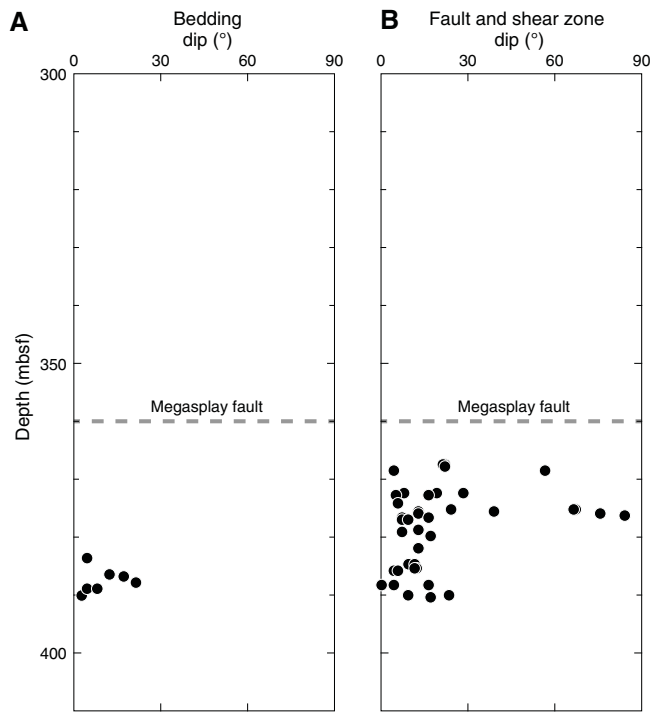 A
Bedding
dip (°)
0 30 60 90
B
Fault and shear zone
dip (°)
0 30 60 90
300
350
400
Depth (mbsf)
Megasplay fault
Megasplay fault